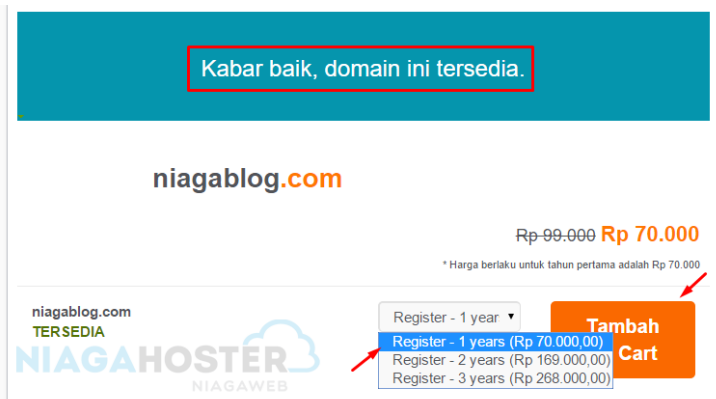 Kabar baik, domain ini tersedia.
niagablog.com
Rp 99.000 Rp 70.000
* Harga berlaku untuk tahun pertama adalah Rp 70.000
niagablog.com
TERSEDIA
Register - 1 year
Register - 1 years (Rp 70.000,00)
Register - 2 years (Rp 169.000,00)
Register - 3 years (Rp 268.000,00)
Tambah
Cart
NIAGAHOSTER
NIAGAWEB